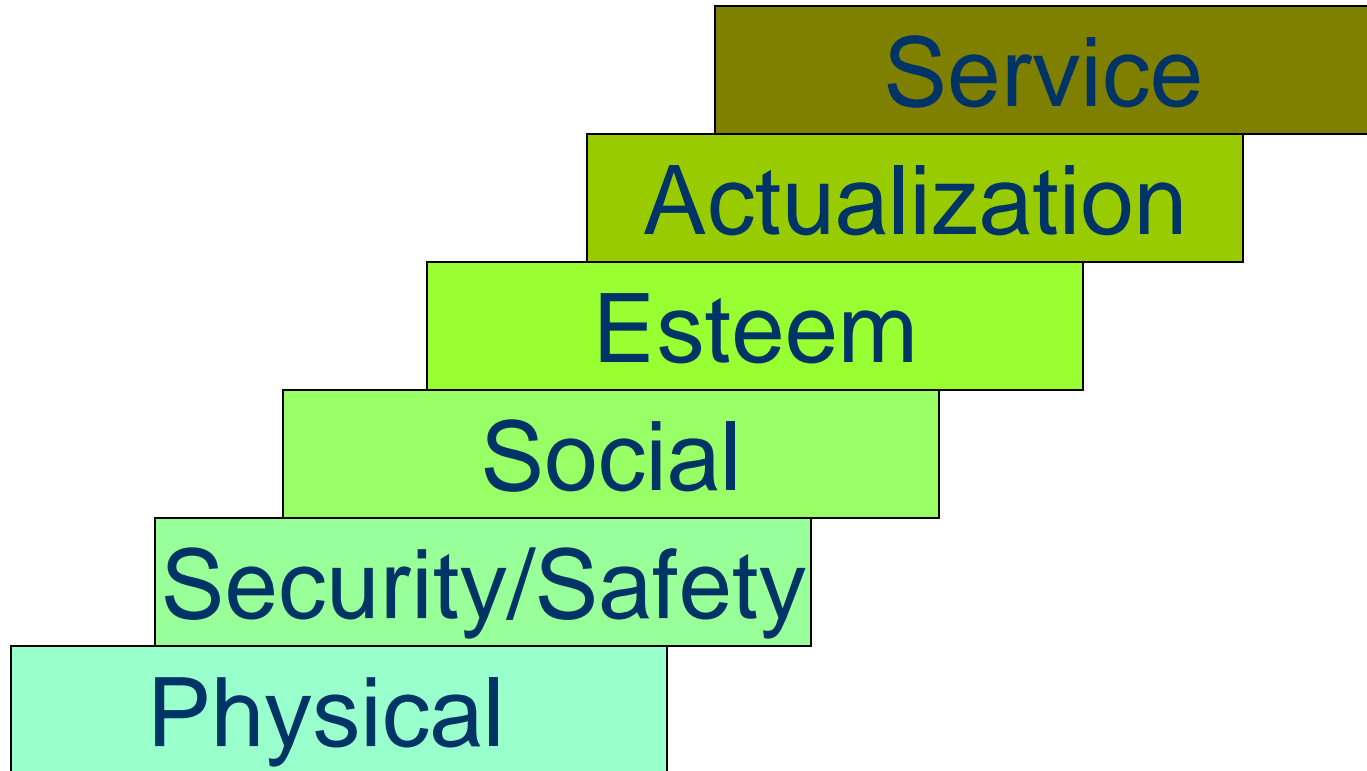 Service
Actualization
Esteem
Social
Security/Safety
Physical